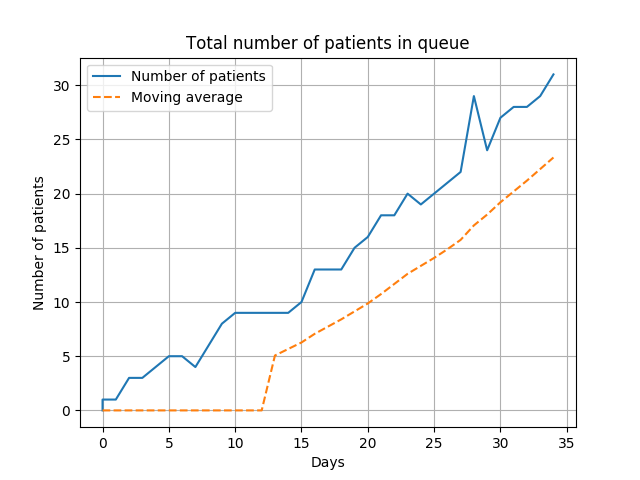 Total number of patients in queue
Number of patients
Moving average
Number of patients
30
25
20
15
10
5
0
0 5 10 15 20 25 30 35
Days